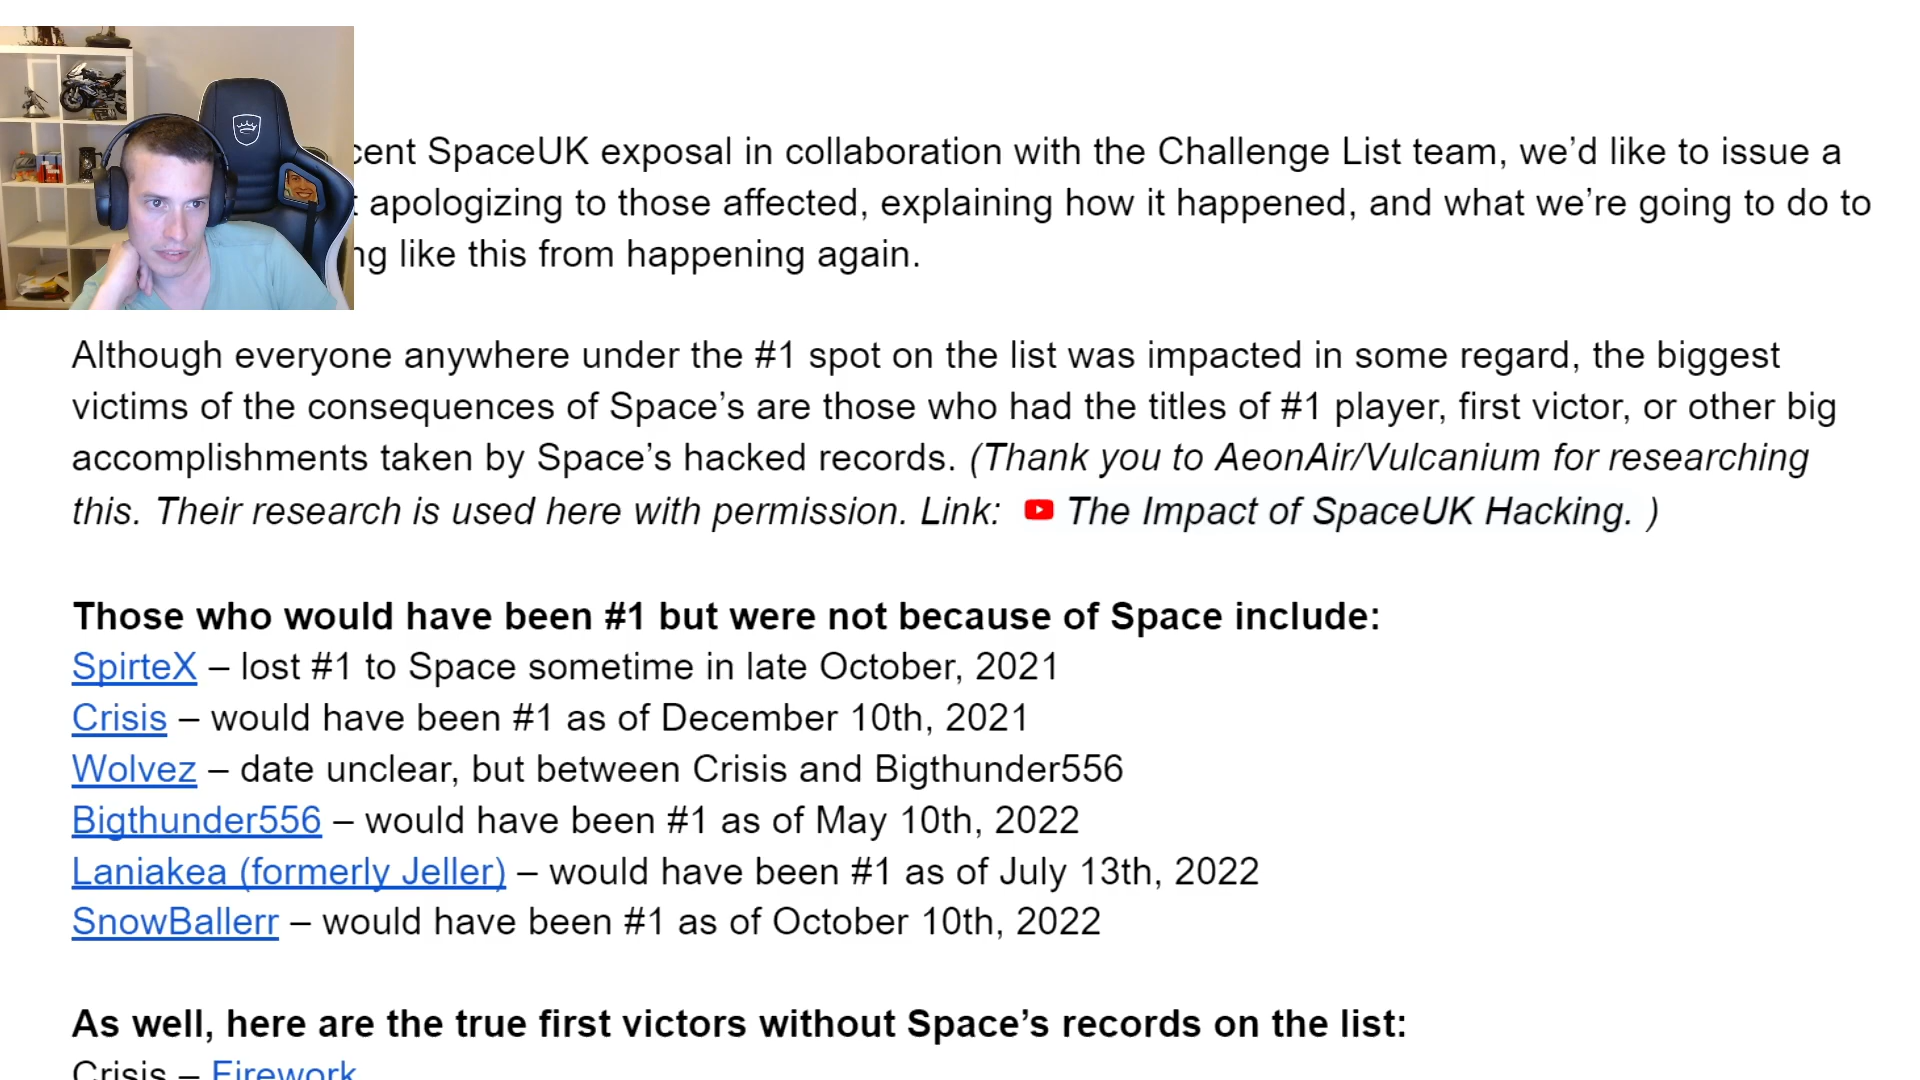 cent SpaceUK exposal in collaboration with the Challenge List team, we’d like to issue a
apologizing to those affected, explaining how it happened, and what we’re going to do to
ng like this from happening again.
Although everyone anywhere under the #1 spot on the list was impacted in some regard, the biggest
victims of the consequences of Space’s are those who had the titles of #1 player, first victor, or other big
accomplishments taken by Space’s hacked records. (Thank you to AeonAir/Vulcanium for researching
this. Their research is used here with permission. Link: The Impact of SpaceUK Hacking. )
Those who would have been #1 but were not because of Space include:
SpirteX – lost #1 to Space sometime in late October, 2021
Crisis – would have been #1 as of December 10th, 2021
Wolvez – date unclear, but between Crisis and Bigthunder556
Bigthunder556 – would have been #1 as of May 10th, 2022
Laniakea (formerly Jeller) – would have been #1 as of July 13th, 2022
SnowBallerr – would have been #1 as of October 10th, 2022
As well, here are the true first victors without Space’s records on the list:
Crisis – Firework